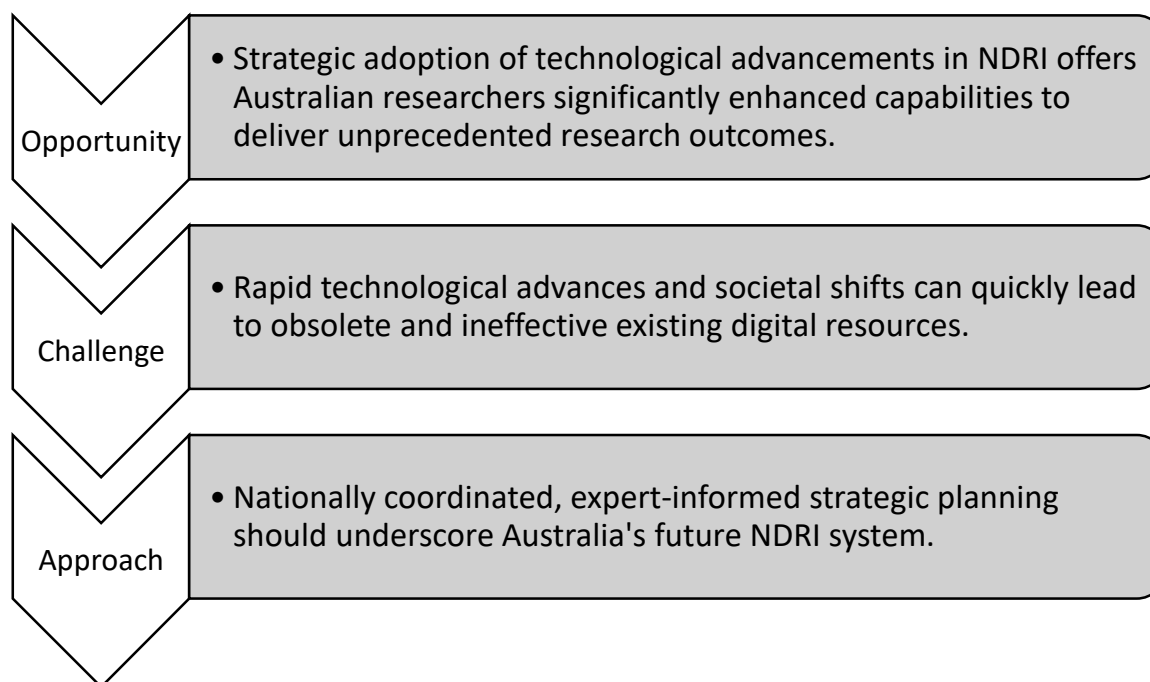 Opportunity
• Strategic adoption of technological advancements in NDRI offers
Australian researchers significantly enhanced capabilities to
deliver unprecedented research outcomes.
Challenge
• Rapid technological advances and societal shifts can quickly lead
to obsolete and ineffective existing digital resources.
Approach
• Nationally coordinated, expert-informed strategic planning
should underscore Australia's future NDRI system.